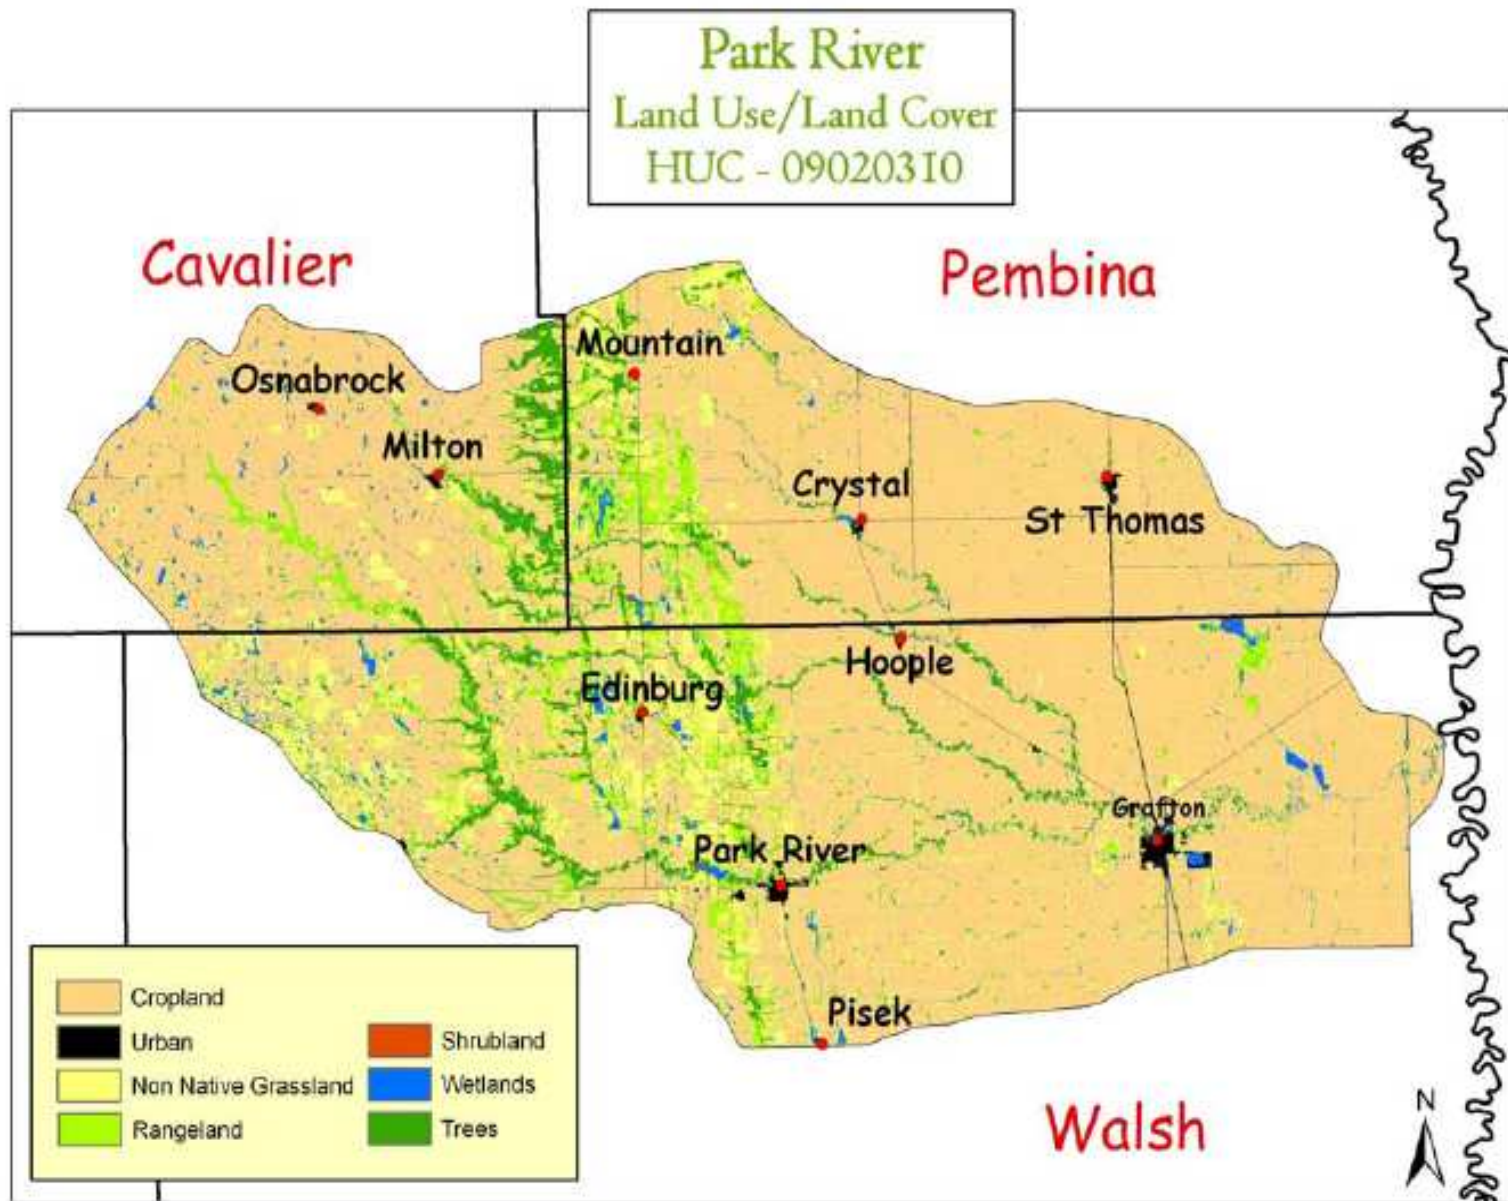 Park River
Land Use/Land Cover
HUC - 09020310
Cavalier
Pembina
Mountain
Osnabrock
Milton
Crystal
St Thomas
Hoople
Edinburg
Grafton
Park River
Pisek
Walsh
Cropland
Urban
Non Native Grassland
Rangeland
Shrubland
Wetlands
Trees
N